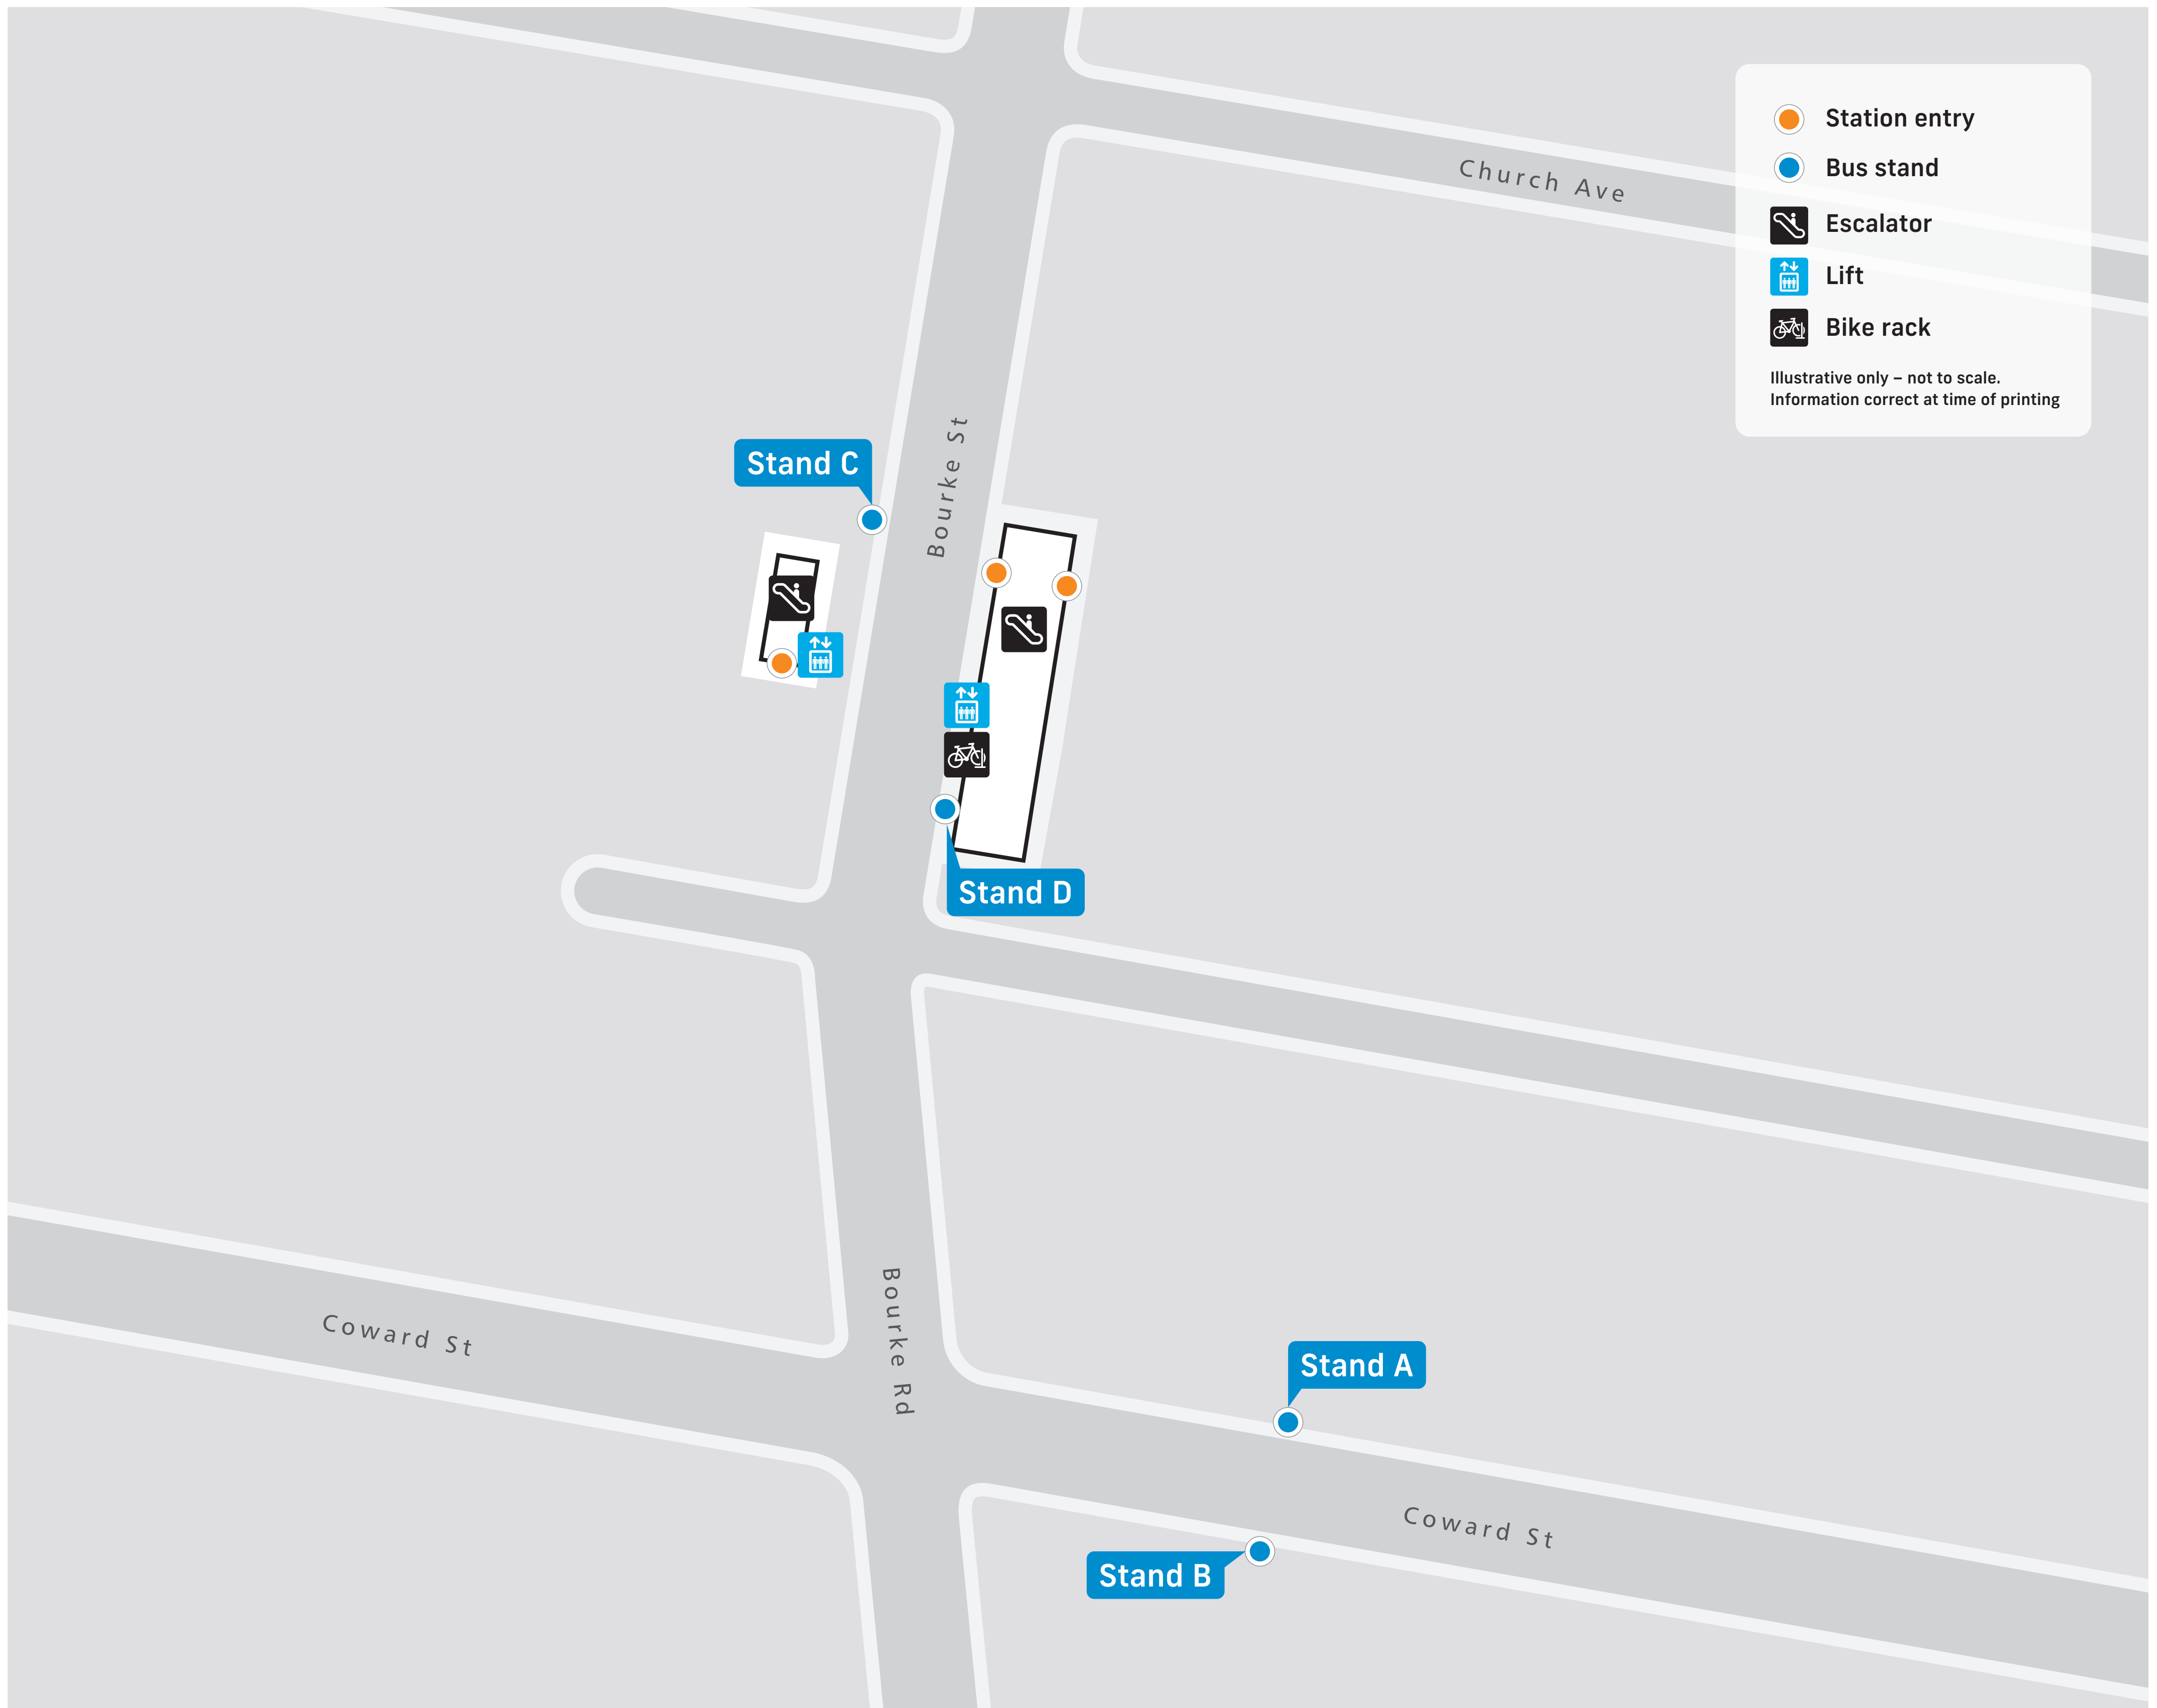 Church Ave
Station entry
Bus stand
Escalator
Lift
Bike rack
Illustrative only – not to scale.
Information correct at time of printing
Bourke St
Stand C
Stand D
Bourke Rd
Coward St
Stand A
Coward St
Stand B